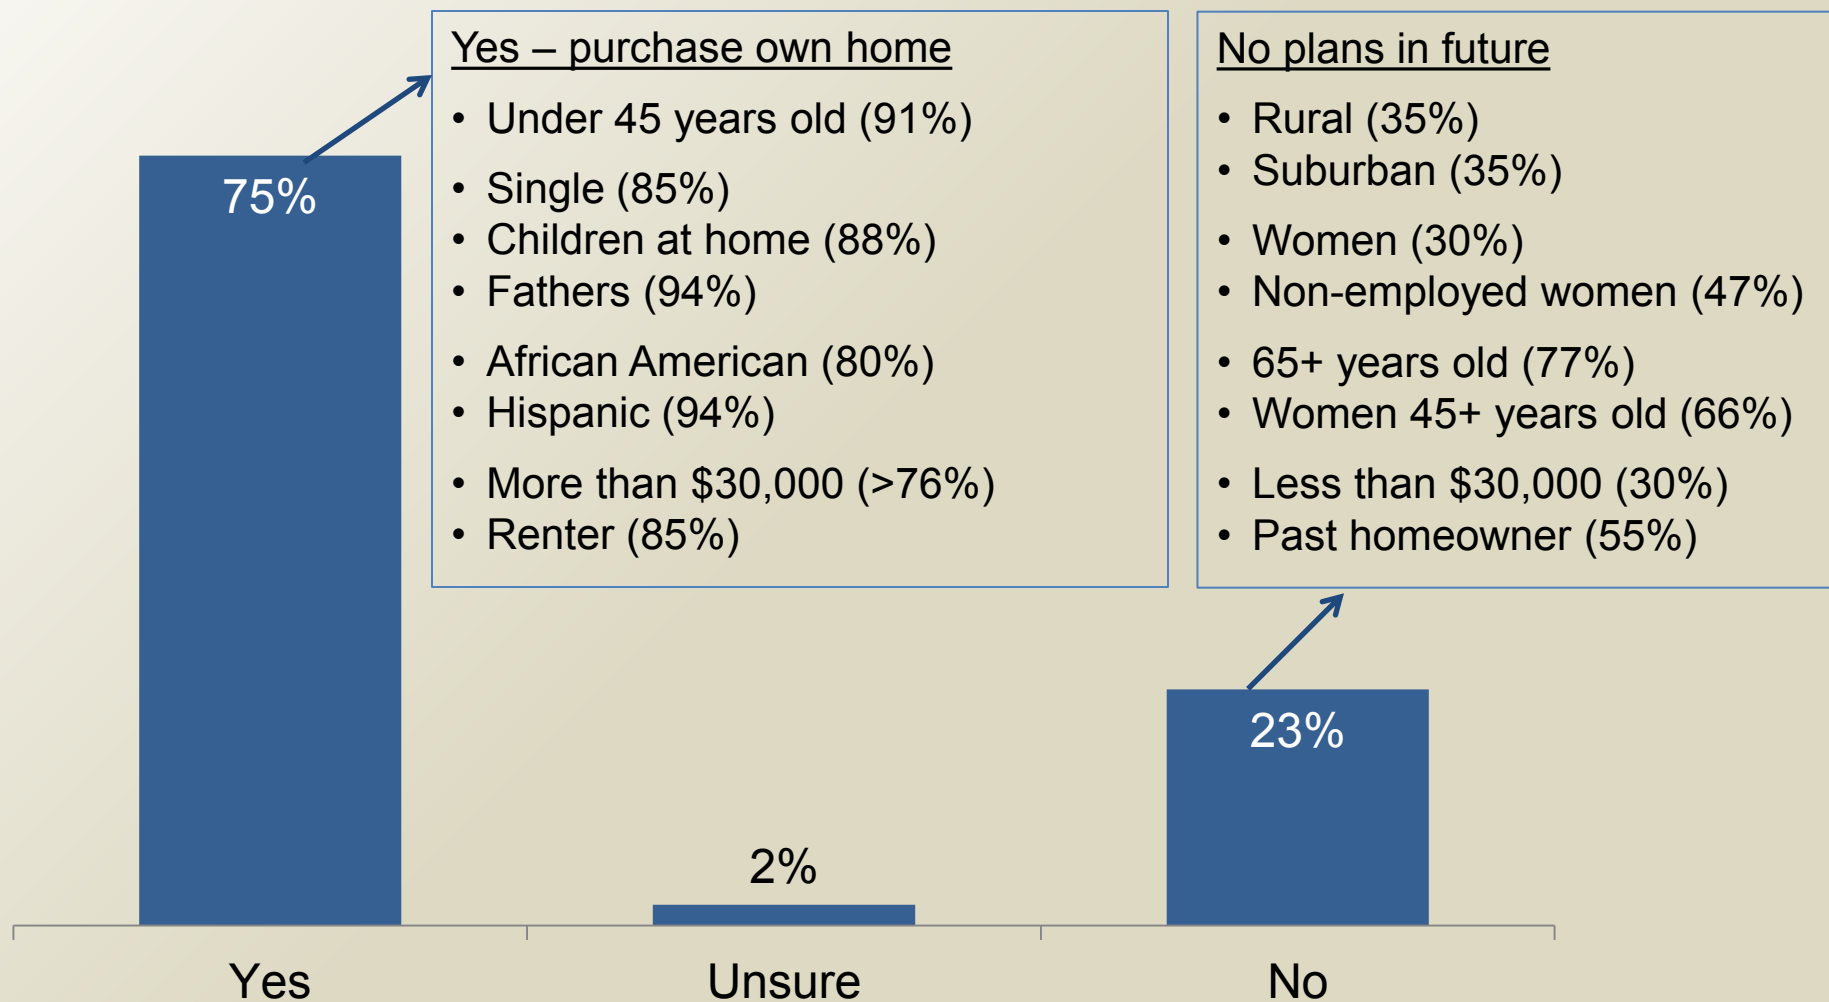 Yes – purchase own home
• Under 45 years old (91%)
• Single (85%)
• Children at home (88%)
• Fathers (94%)
• African American (80%)
• Hispanic (94%)
• More than $30,000 (>76%)
• Renter (85%)
No plans in future
• Rural (35%)
• Suburban (35%)
• Women (30%)
• Non-employed women (47%)
• 65+ years old (77%)
• Women 45+ years old (66%)
• Less than $30,000 (30%)
• Past homeowner (55%)
75%
2%
23%
Yes
Unsure
No